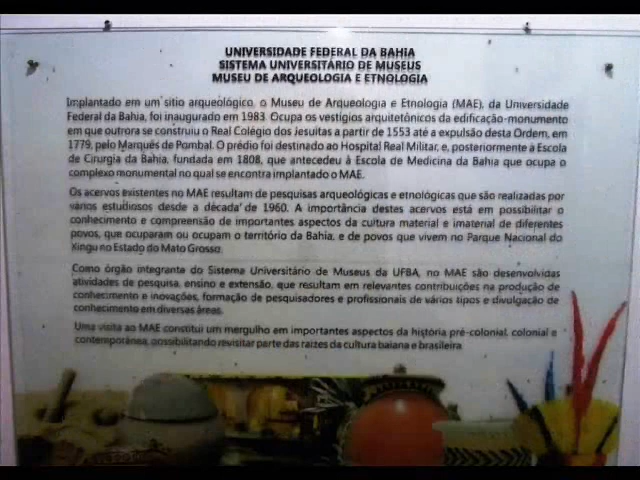 UNIVERSIDADE FEDERAL DA BAHIA
SISTEMA UNIVERSITÁRIO DE MUSEUS
MUSEU DE ARQUEOLOGIA E ETNOLOGIA
Implantado em um sítio arqueológico, o Museu de Arqueologia e Etnologia (MAE), da Universidade
Federal da Bahia, foi inaugurado em 1983. Ocupa os vestígios arquitetônicos da edificação-monumento
em que outrora se construiu o Real Colégio dos Jesuítas a partir de 1553 até a expulsão desta Ordem, em
1779, pelo Marquês de Pombal. O prédio foi destinado ao Hospital Real Militar, e, posteriormente à Escola
de Cirurgia da Bahia, fundada em 1808, que antecedeu à Escola de Medicina da Bahia que ocupa o
complexo monumental no qual se encontra implantado o MAE.
Os acervos existentes no MAE resultam de pesquisas arqueológicas e etnológicas que são realizadas por
vários estudiosos desde a década de 1960. A importância destes acervos está em possibilitar o
conhecimento e compreensão de importantes aspectos da cultura material e imaterial de diferentes
povos, que ocuparam ou ocupam o território da Bahia, e de povos que vivem no Parque Nacional do
Xingu no Estado do Mato Grosso.
Como órgão integrante do Sistema Universitário de Museus da UFBA, no MAE são desenvolvidas
atividades de pesquisa, ensino e extensão, que resultam em relevantes contribuições na produção de
conhecimento e inovações, formação de pesquisadores e profissionais de vários tipos e divulgação de
conhecimento em diversas áreas.
Uma visita ao MAE constitui um mergulho em importantes aspectos da história pré-colonial, colonial e
contemporânea, possibilitando revisitar parte das raízes da cultura baiana e brasileira.